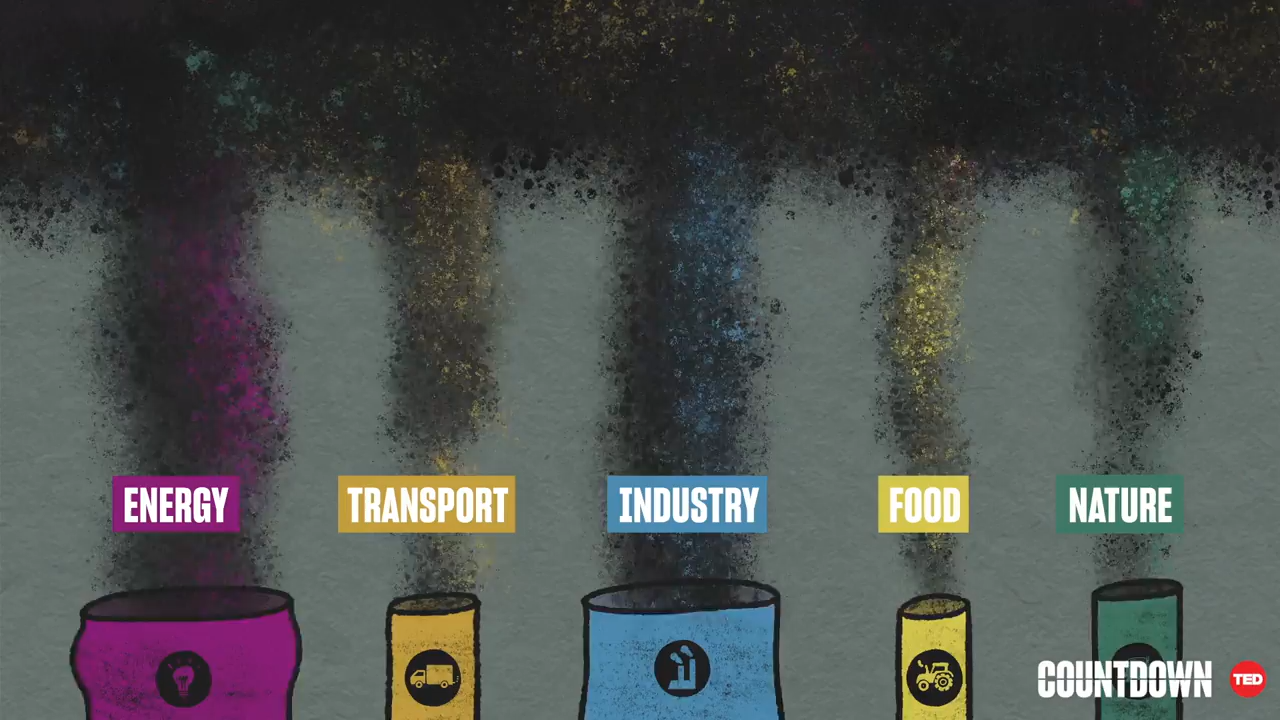 ENERGY
TRANSPORT
INDUSTRY
FOOD
NATURE
COUNTDOWN
TED